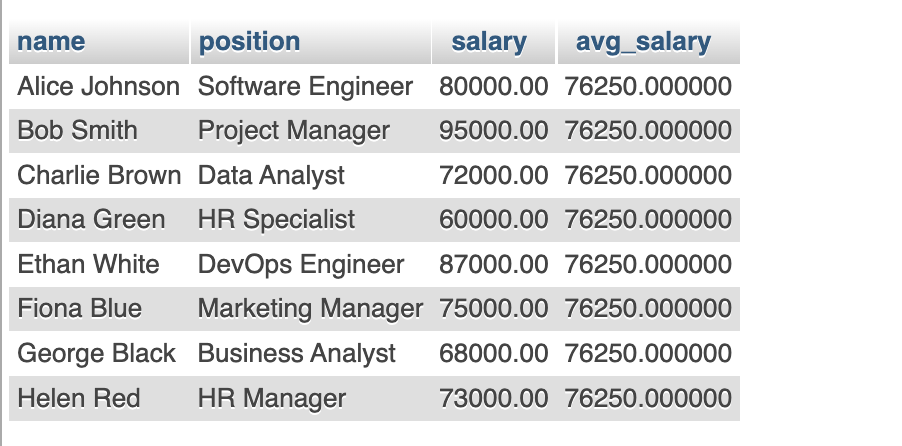 name position salary avg_salary
Alice Johnson Software Engineer 80000.00 76250.000000
Bob Smith Project Manager 95000.00 76250.000000
Charlie Brown Data Analyst 72000.00 76250.000000
Diana Green HR Specialist 60000.00 76250.000000
Ethan White DevOps Engineer 87000.00 76250.000000
Fiona Blue Marketing Manager 75000.00 76250.000000
George Black Business Analyst 68000.00 76250.000000
Helen Red HR Manager 73000.00 76250.000000